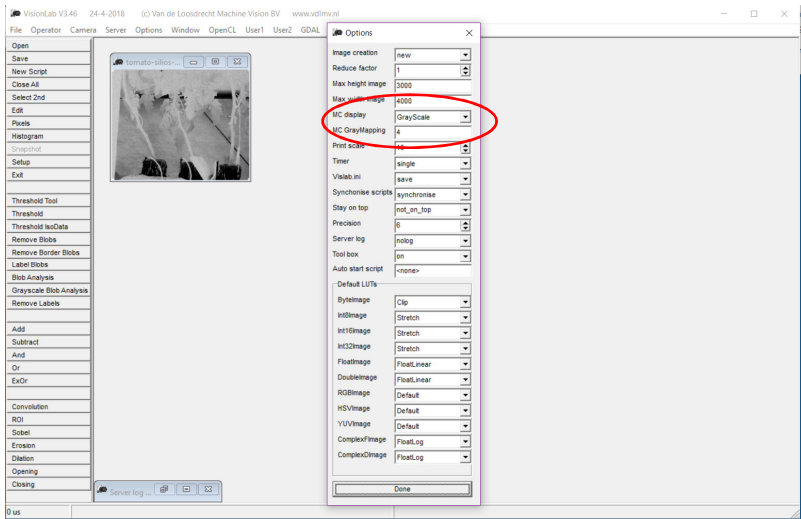 VisionLab V3.46 24-4-2018 (c) Van de Loosdrecht Machine Vision BV www.vdlmv.nl
File Operator Camera Server Options Window OpenCL User1 User2 GDAL
Open
Save
New Script
Close All
Select 2nd
Edit
Pixels
Histogram
Snapshot
Setup
Exit
Threshold Tool
Threshold
Threshold IsoData
Remove Blobs
Remove Border Blobs
Label Blobs
Blob Analysis
Grayscale Blob Analysis
Remove Labels
Add
Subtract
And
Or
ExOr
Convolution
ROI
Sobel
Erosion
Dilation
Opening
Closing
0 us
tomato-silios-...
Server log ...
Options
Image creation new
Reduce factor 1
Max height image 3000
Max width image 4000
MC display GrayScale
MC GrayMapping 4
Print scale
Timer single
Vislab.ini save
Synchonise scripts synchronise
Stay on top not_on_top
Precision 6
Server log nolog
Tool box on
Auto start script <none>
Default LUTs
ByteImage Clip
Int8Image Stretch
Int16Image Stretch
Int32Image Stretch
FloatImage FloatLinear
DoubleImage FloatLinear
RGBImage Default
HSVImage Default
YUVImage Default
ComplexFImage FloatLog
ComplexDImage FloatLog
Done